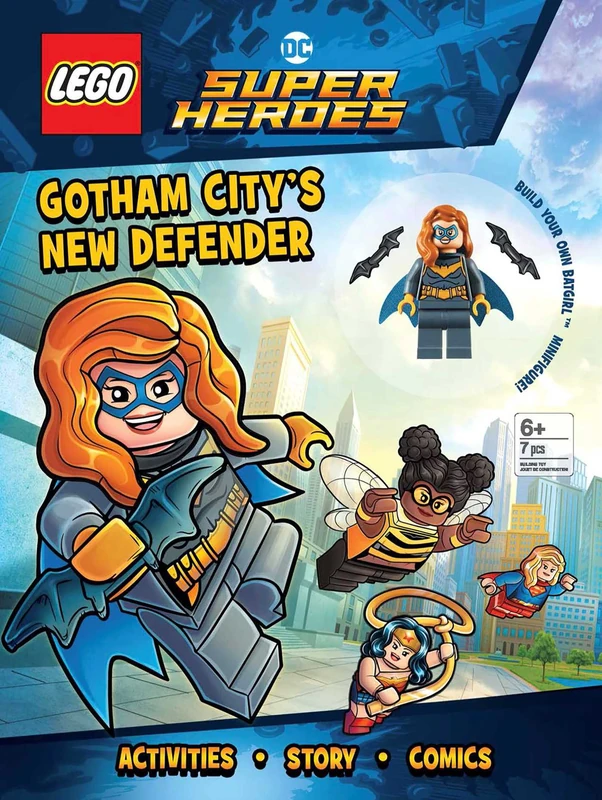 LEGO
DC
SUPER
HEROES
GOTHAM CITY'S
NEW DEFENDER
BUILD YOUR OWN BATGIRL™ MINIFIGURE!
6+
7 pcs
BUILDING TOY
JOUET DE CONSTRUCTION
ACTIVITIES • STORY • COMICS